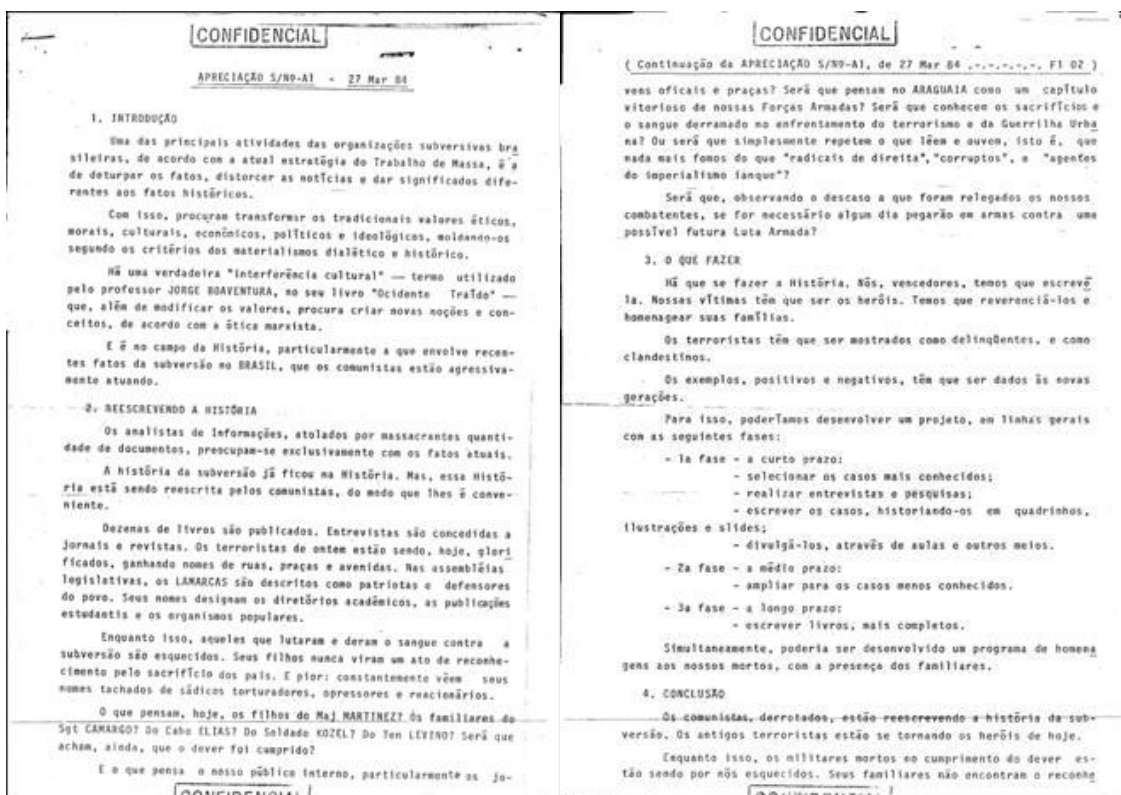 CONFIDENCIAL
APRECIAÇÃO S/Nº-A1 - 27 Mar 84
1. INTRODUÇÃO
Uma das principais atividades das organizações subversivas bra
sileiras, de acordo com a atual estratégia do Trabalho de Massa, é a
de deturpar os fatos, distorcer as notícias e dar significados dife-
rentes aos fatos históricos.
Com isso, procuram transformar os tradicionais valores éticos,
morais, culturais, econômicos, políticos e ideológicos, moldando-os
segundo os critérios dos materialismos dialético e histórico.
Há uma verdadeira "interferência cultural" — termo utilizado
pelo professor JORGE BOAVENTURA, no seu livro "Ocidente Traído" —
que, além de modificar os valores, procura criar novas noções e con-
ceitos, de acordo com a ótica marxista.
E é no campo da História, particularmente a que envolve recen-
tes fatos da subversão no BRASIL, que os comunistas estão agressiva-
mente atuando.
2. REESCREVENDO A HISTÓRIA
Os analistas de Informações, atolados por massacrantes quanti-
dade de documentos, preocupam-se exclusivamente com os fatos atuais.
A história da subversão já ficou na História. Mas, essa Histó-
ria está sendo reescrita pelos comunistas, do modo que lhes é conve-
niente.
Dezenas de livros são publicados. Entrevistas são concedidas a
jornais e revistas. Os terroristas de ontem estão sendo, hoje, glori
ficados, ganhando nomes de ruas, praças e avenidas. Nas assembléias
legislativas, os LAMARCAS são descritos como patriotas e defensores
do povo. Seus nomes designam os diretórios acadêmicos, as publicações
estudantis e os organismos populares.
Enquanto isso, aqueles que lutaram e deram o sangue contra a
subversão são esquecidos. Seus filhos nunca viram um ato de reconhe-
cimento pelo sacrifício dos pais. E pior: constantemente vêem seus
nomes tachados de sádicos torturadores, opressores e reacionários.
O que pensam, hoje, os filhos do Maj MARTINEZ? Os familiares do
Sgt CAMARGO? Do Cabo ELIAS? Do Soldado KOZEL? Do Ten LEVINO? Será que
acham, ainda, que o dever foi cumprido?
E o que pensa o nosso público interno, particularmente os jo-
CONFIDENCIAL
CONFIDENCIAL
( Continuação da APRECIAÇÃO S/Nº-A1, de 27 Mar 84 .-.-.-.-.-. Fl 02 )
vens oficais e praças? Será que pensam no ARAGUAIA como um capítulo
vitorioso de nossas Forças Armadas? Será que conhecem os sacrifícios e
o sangue derramado no enfrentamento do terrorismo e da Guerrilha Urba
na? Ou será que simplesmente repetem o que lêem e ouvem, isto é, que
nada mais fomos do que "radicais de direita", "corruptos", e "agentes
do imperialismo ianque"?
Será que, observando o descaso a que foram relegados os nossos
combatentes, se for necessário algum dia pegarão em armas contra uma
possível futura Luta Armada?
3. O QUE FAZER
Há que se fazer a História. Nós, vencedores, temos que escrevê
la. Nossas vítimas têm que ser os heróis. Temos que reverenciá-los e
homenagear suas famílias.
Os terroristas têm que ser mostrados como delinqüentes, e como
clandestinos.
Os exemplos, positivos e negativos, têm que ser dados às novas
gerações.
Para isso, poderíamos desenvolver um projeto, em linhas gerais
com as seguintes fases:
- 1a fase - a curto prazo:
- selecionar os casos mais conhecidos;
- realizar entrevistas e pesquisas;
- escrever os casos, historiando-os em quadrinhos,
ilustrações e slides;
- divulgá-los, através de aulas e outros meios.
- 2a fase - a médio prazo:
- ampliar para os casos menos conhecidos.
- 3a fase - a longo prazo:
- escrever livros, mais completos.
Simultaneamente, poderia ser desenvolvido um programa de homena
gens aos nossos mortos, com a presença dos familiares.
4. CONCLUSÃO
Os comunistas, derrotados, estão reescrevendo a história da sub-
versão. Os antigos terroristas estão se tornando os heróis de hoje.
Enquanto isso, os militares mortos no cumprimento do dever es-
tão sendo por nós esquecidos. Seus familiares não encontram o reconhe
CONFIDENCIAL